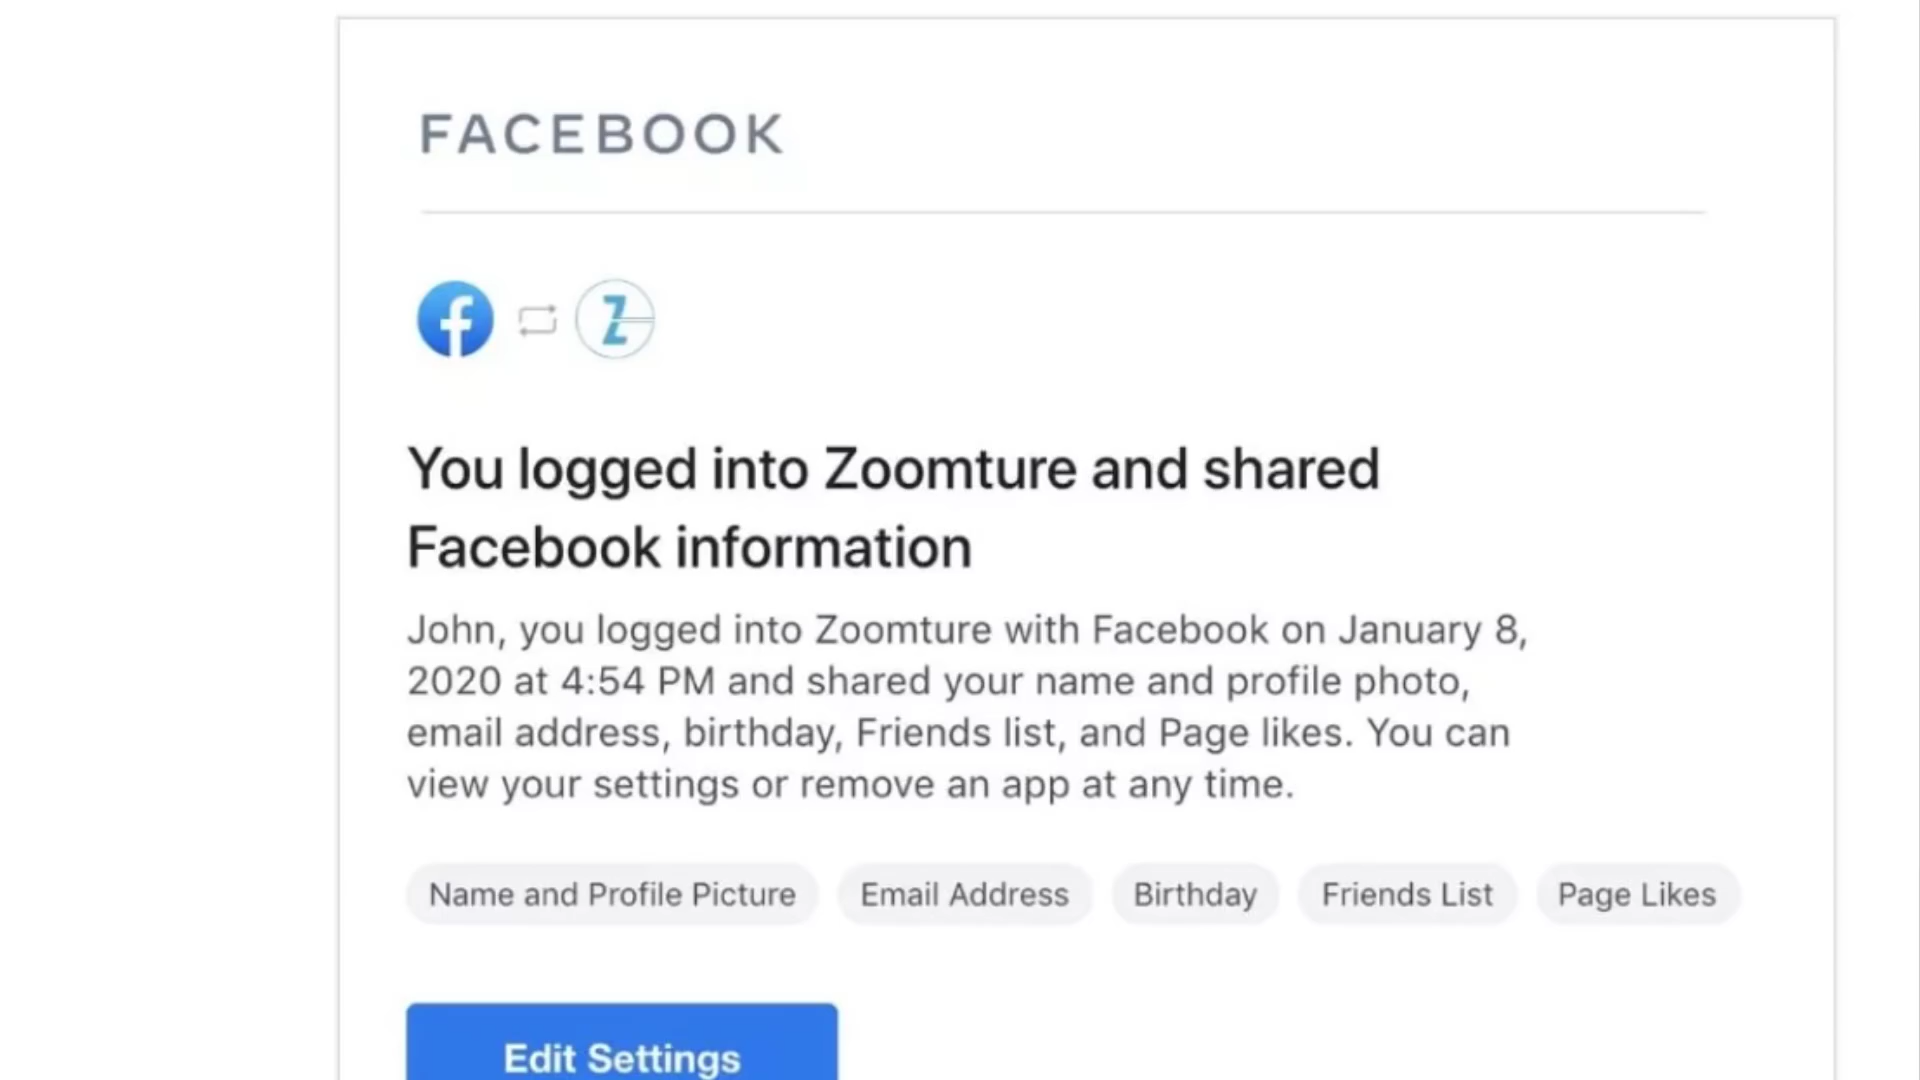 FACEBOOK
You logged into Zoomture and shared
Facebook information
John, you logged into Zoomture with Facebook on January 8,
2020 at 4:54 PM and shared your name and profile photo,
email address, birthday, Friends list, and Page likes. You can
view your settings or remove an app at any time.
Name and Profile Picture Email Address Birthday Friends List Page Likes
Edit Settings